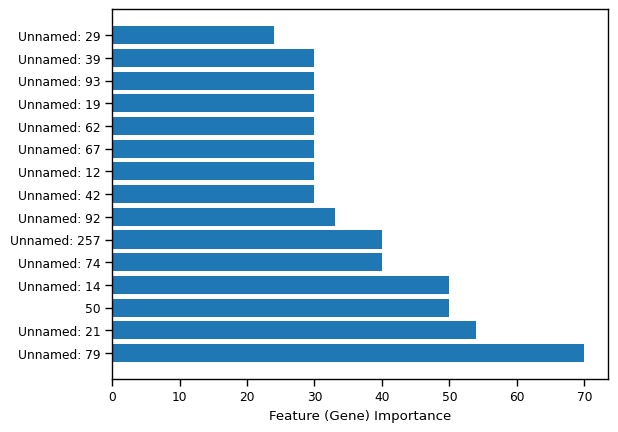 Unnamed: 29
Unnamed: 39
Unnamed: 93
Unnamed: 19
Unnamed: 62
Unnamed: 67
Unnamed: 12
Unnamed: 42
Unnamed: 92
Unnamed: 257
Unnamed: 74
Unnamed: 14
50
Unnamed: 21
Unnamed: 79
0 10 20 30 40 50 60 70
Feature (Gene) Importance